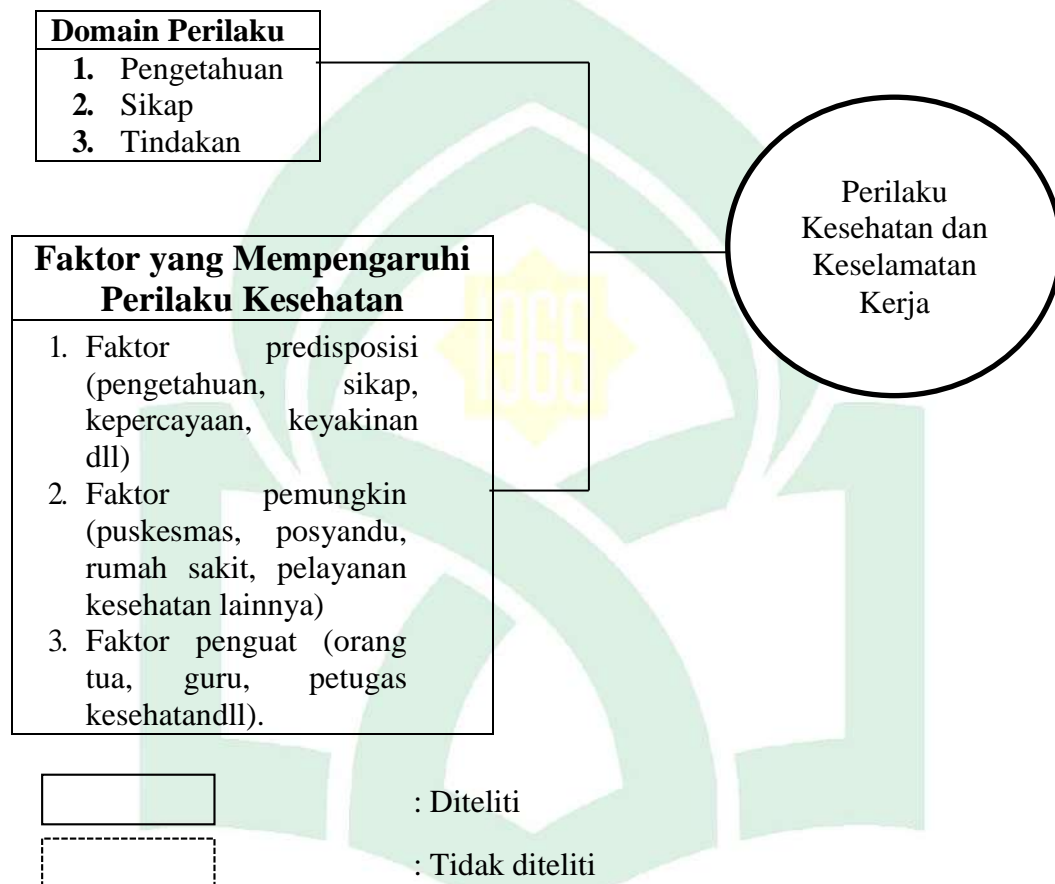 Domain Perilaku
1. Pengetahuan
2. Sikap
3. Tindakan
Perilaku
Kesehatan dan
Keselamatan
Kerja
Faktor yang Mempengaruhi
Perilaku Kesehatan
1. Faktor predisposisi
(pengetahuan, sikap,
kepercayaan, keyakinan
dll)
2. Faktor pemungkin
(puskesmas, posyandu,
rumah sakit, pelayanan
kesehatan lainnya)
3. Faktor penguat (orang
tua, guru, petugas
kesehatandll).
1969
: Diteliti
: Tidak diteliti